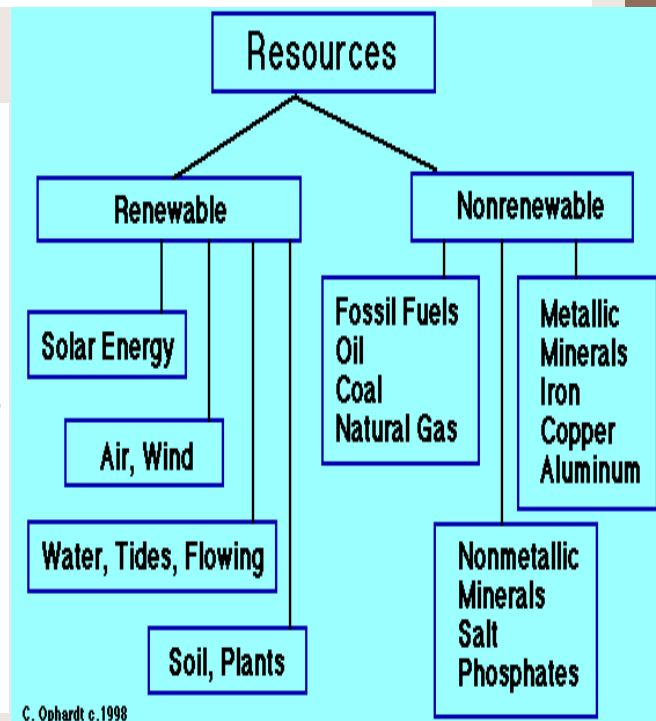 Resources
Renewable
Nonrenewable
Solar Energy
Air, Wind
Water, Tides, Flowing
Soil, Plants
Fossil Fuels
Oil
Coal
Natural Gas
Metallic
Minerals
Iron
Copper
Aluminum
Nonmetallic
Minerals
Salt
Phosphates
C. Ophardt c.1998